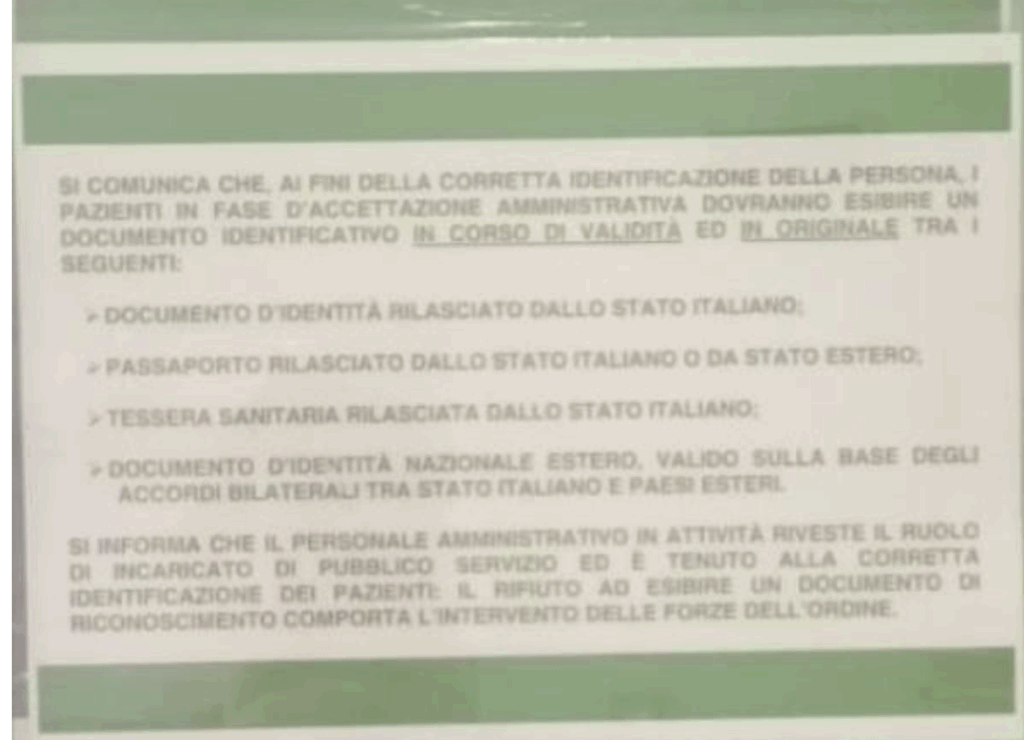 SI COMUNICA CHE, AI FINI DELLA CORRETTA IDENTIFICAZIONE DELLA PERSONA, I
PAZIENTI IN FASE D'ACCETTAZIONE AMMINISTRATIVA DOVRANNO ESIBIRE UN
DOCUMENTO IDENTIFICATIVO IN CORSO DI VALIDITÀ ED IN ORIGINALE TRA I
SEGUENTI:
➢ DOCUMENTO D'IDENTITÀ RILASCIATO DALLO STATO ITALIANO;
➢ PASSAPORTO RILASCIATO DALLO STATO ITALIANO O DA STATO ESTERO;
➢ TESSERA SANITARIA RILASCIATA DALLO STATO ITALIANO;
➢ DOCUMENTO D'IDENTITÀ NAZIONALE ESTERO, VALIDO SULLA BASE DEGLI
ACCORDI BILATERALI TRA STATO ITALIANO E PAESI ESTERI.
SI INFORMA CHE IL PERSONALE AMMINISTRATIVO IN ATTIVITÀ RIVESTE IL RUOLO
DI INCARICATO DI PUBBLICO SERVIZIO ED È TENUTO ALLA CORRETTA
IDENTIFICAZIONE DEI PAZIENTI: IL RIFIUTO AD ESIBIRE UN DOCUMENTO DI
RICONOSCIMENTO COMPORTA L'INTERVENTO DELLE FORZE DELL'ORDINE.